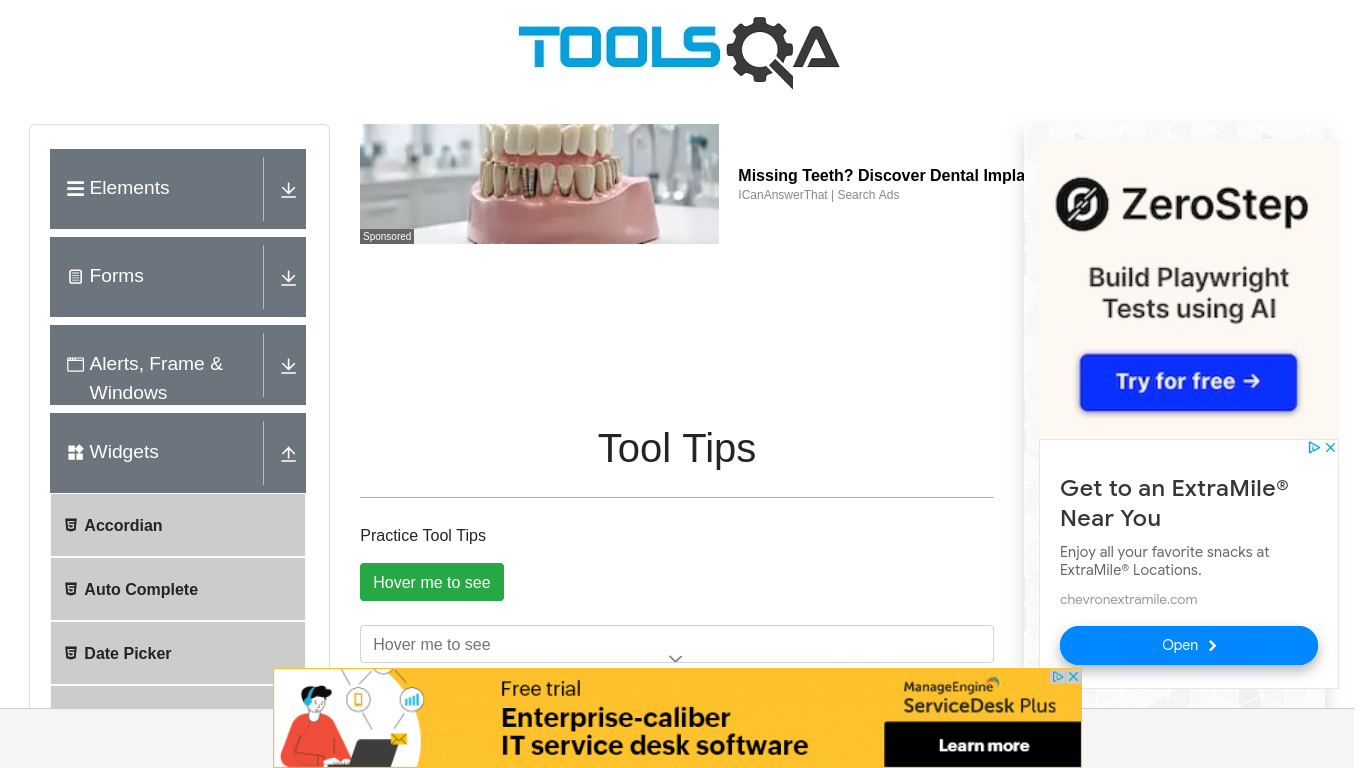 TOOLSQA
Elements
Forms
Alerts, Frame &
Windows
Widgets
Accordian
Auto Complete
Date Picker
Sponsored
Missing Teeth? Discover Dental Impla
ICanAnswerThat | Search Ads
Tool Tips
Practice Tool Tips
Hover me to see
Hover me to see
ZeroStep
Build Playwright
Tests using AI
Try for free →
Get to an ExtraMile®
Near You
Enjoy all your favorite snacks at
ExtraMile® Locations.
chevronextramile.com
Open
Free trial
Enterprise-caliber
IT service desk software
ManageEngine
ServiceDesk Plus
Learn more